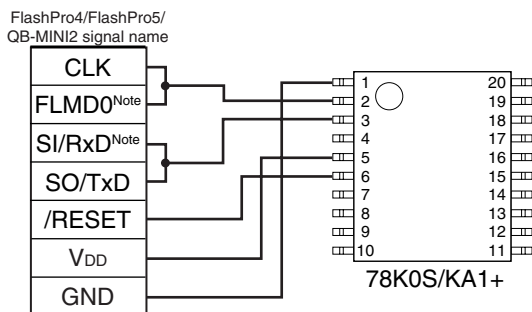 FlashPro4/FlashPro5/
QB-MINI2 signal name
CLK
FLMD0Note
SI/RxDNote
SO/TxD
/RESET
VDD
GND
1 20
2 19
3 18
4 17
5 16
6 15
7 14
8 13
9 12
10 11
78K0S/KA1+